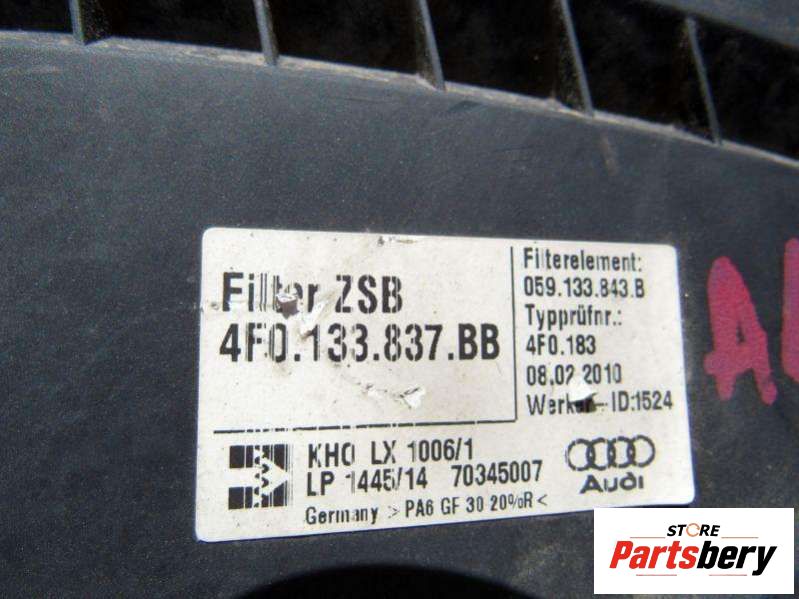 Filter ZSB
4F0.133.837.BB
Filterelement:
059.133.843.B
Typprüfnr.:
4F0.183
08.02.2010
Werker-ID:1524
KHO LX 1006/1
LP 1445/14 70345007
Germany >PA6 GF 30 20%R<
Audi
STORE
Partsbery